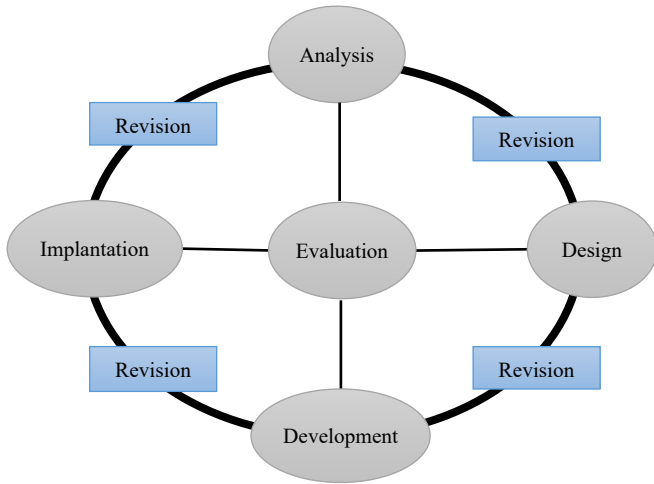 Analysis
Revision
Revision
Implantation
Evaluation
Design
Revision
Revision
Development